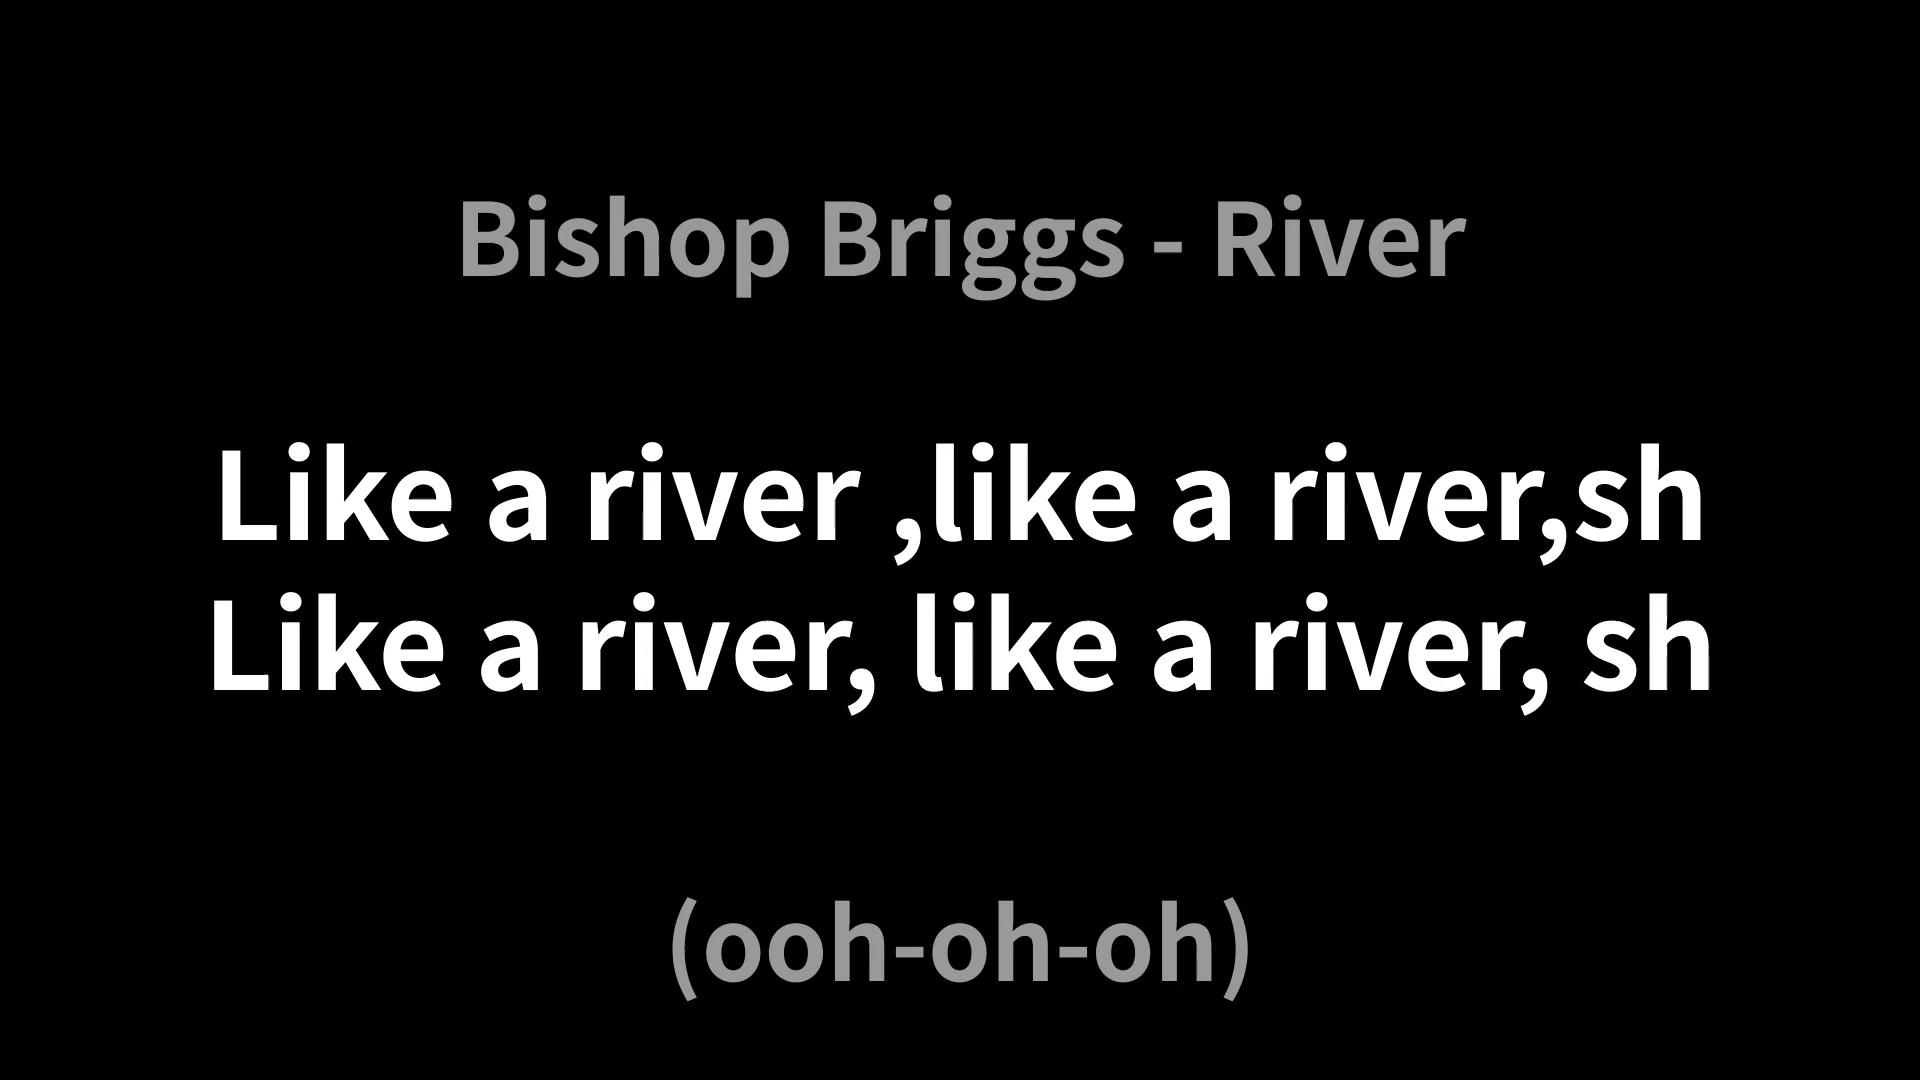 Bishop Briggs - River
Like a river ,like a river,sh
Like a river, like a river, sh
(ooh-oh-oh)